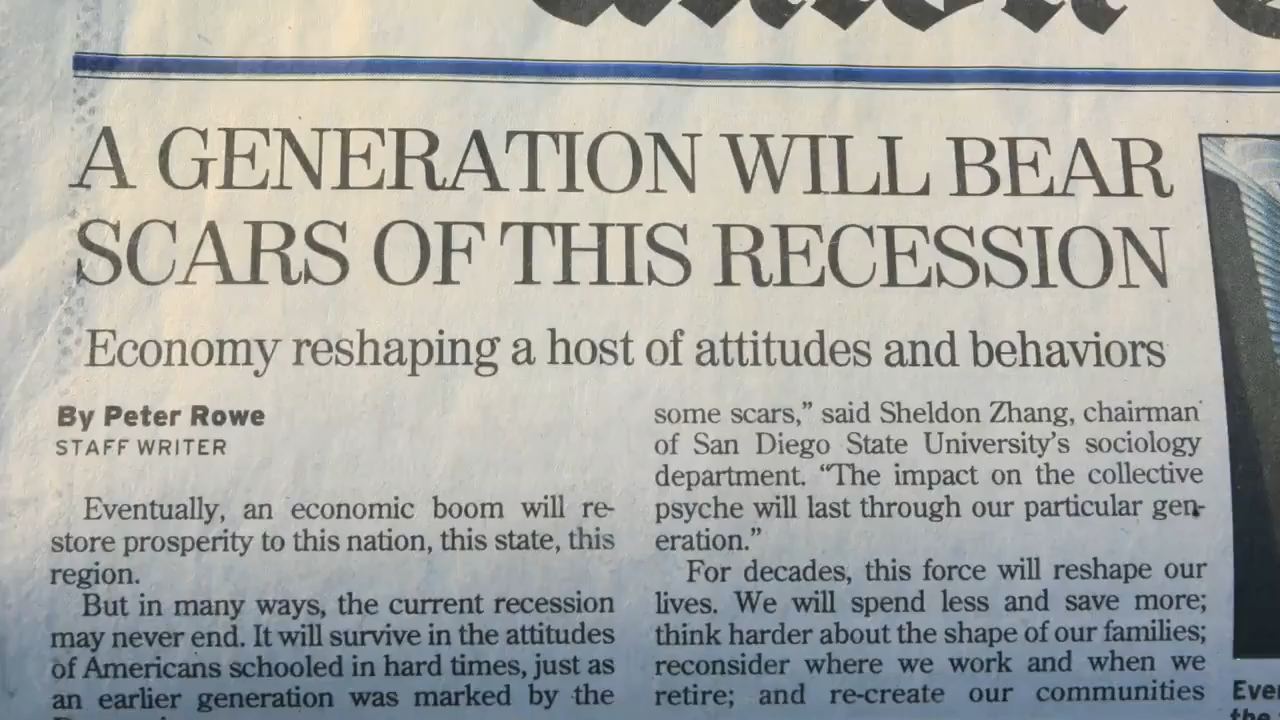 A GENERATION WILL BEAR
SCARS OF THIS RECESSION
Economy reshaping a host of attitudes and behaviors
By Peter Rowe
STAFF WRITER
Eventually, an economic boom will re-
store prosperity to this nation, this state, this
region.
But in many ways, the current recession
may never end. It will survive in the attitudes
of Americans schooled in hard times, just as
an earlier generation was marked by the
some scars,” said Sheldon Zhang, chairman
of San Diego State University’s sociology
department. “The impact on the collective
psyche will last through our particular gen-
eration.”
For decades, this force will reshape our
lives. We will spend less and save more;
think harder about the shape of our families;
reconsider where we work and when we
retire; and re-create our communities